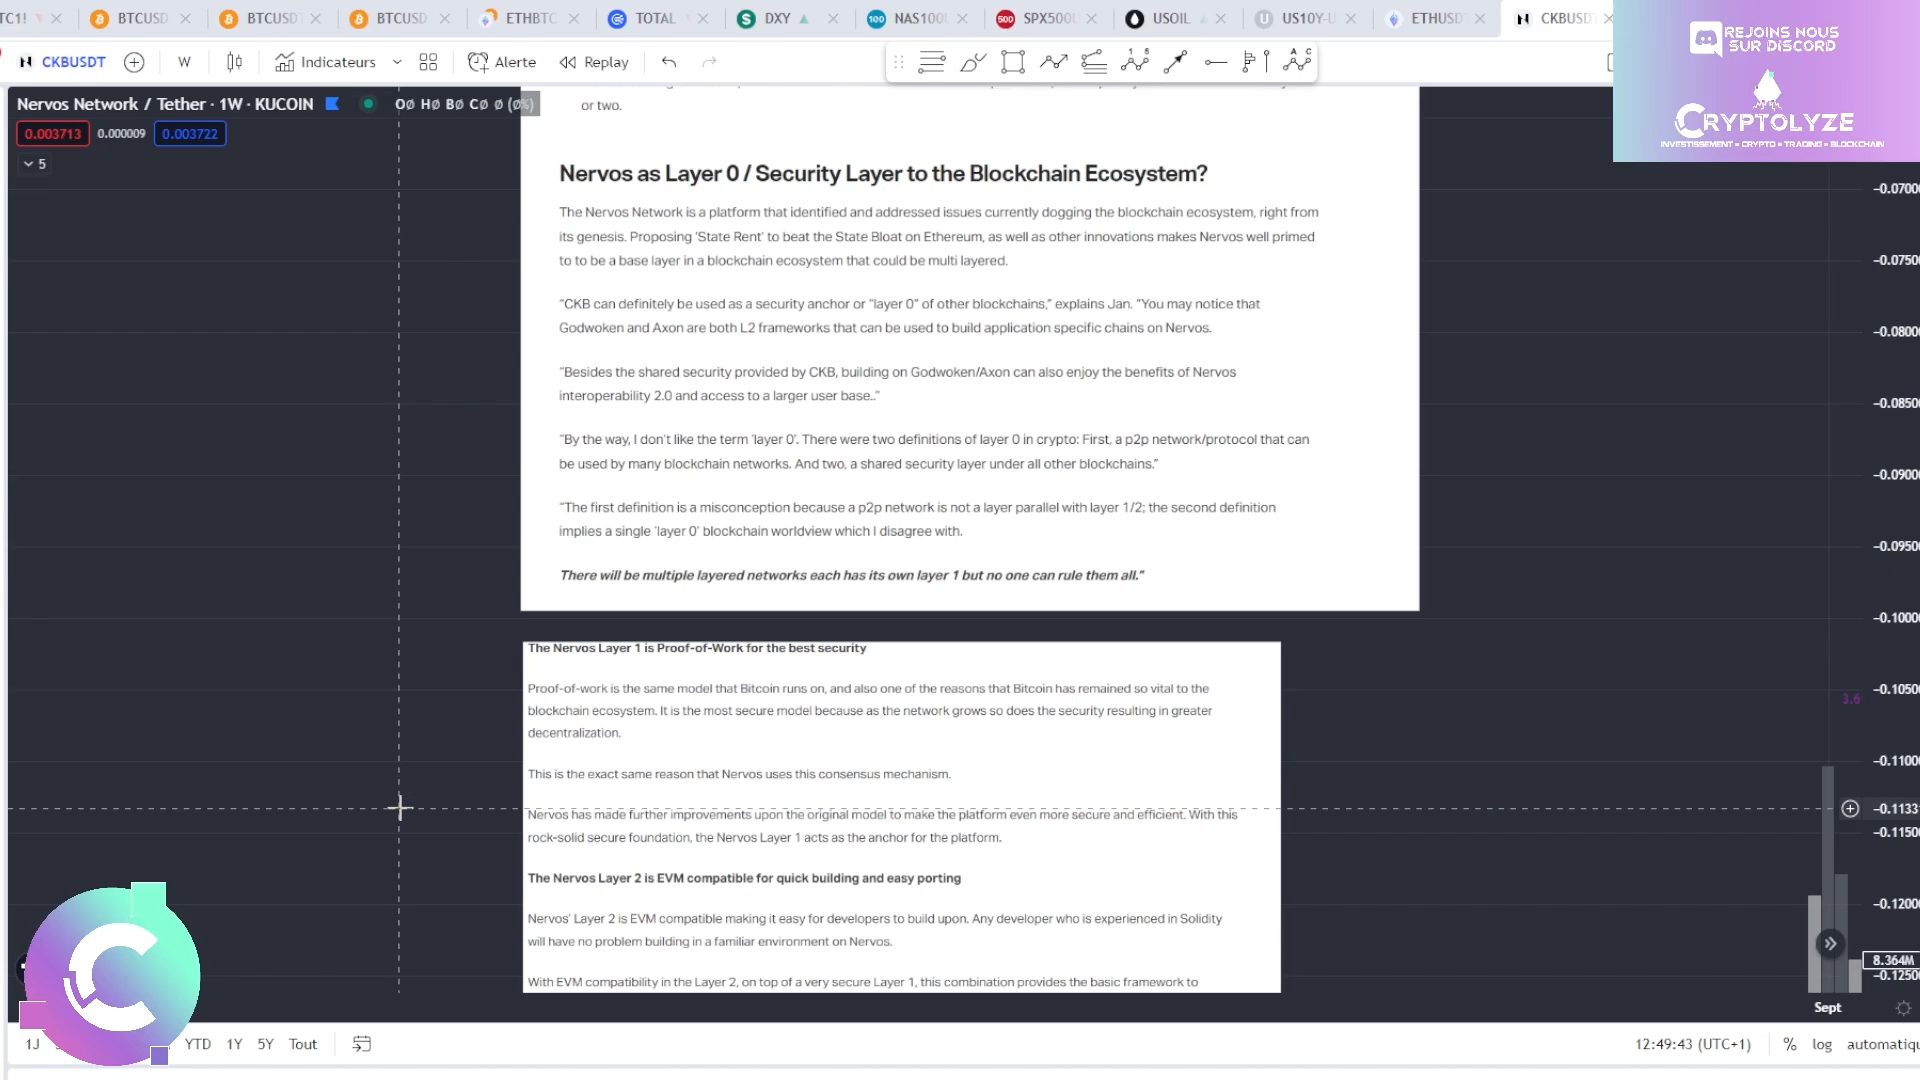 TC1!
BTCUSD
BTCUSDT
BTCUSD
ETHBTC
TOTAL
DXY
100 NAS100U
500 SPX500U
USOIL
U US10Y-U
ETHUSD
CKBUSD
CKBUSDT
W
Indicateurs
Alerte
Replay
REJOINS NOUS
SUR DISCORD
CRYPTOLYZE
INVESTISSEMENT • CRYPTO • TRADING • BLOCKCHAIN
Nervos Network / Tether · 1W · KUCOIN
OØ HØ BØ CØ Ø (Ø%)
0.003713
0.000009
0.003722
5
or two.
Nervos as Layer 0 / Security Layer to the Blockchain Ecosystem?
The Nervos Network is a platform that identified and addressed issues currently dogging the blockchain ecosystem, right from
its genesis. Proposing ‘State Rent’ to beat the State Bloat on Ethereum, as well as other innovations makes Nervos well primed
to to be a base layer in a blockchain ecosystem that could be multi layered.
“CKB can definitely be used as a security anchor or “layer 0” of other blockchains,” explains Jan. “You may notice that
Godwoken and Axon are both L2 frameworks that can be used to build application specific chains on Nervos.
“Besides the shared security provided by CKB, building on Godwoken/Axon can also enjoy the benefits of Nervos
interoperability 2.0 and access to a larger user base..”
“By the way, I don’t like the term ‘layer 0’. There were two definitions of layer 0 in crypto: First, a p2p network/protocol that can
be used by many blockchain networks. And two, a shared security layer under all other blockchains.”
“The first definition is a misconception because a p2p network is not a layer parallel with layer 1/2; the second definition
implies a single ‘layer 0’ blockchain worldview which I disagree with.
There will be multiple layered networks each has its own layer 1 but no one can rule them all.”
The Nervos Layer 1 is Proof-of-Work for the best security
Proof-of-work is the same model that Bitcoin runs on, and also one of the reasons that Bitcoin has remained so vital to the
blockchain ecosystem. It is the most secure model because as the network grows so does the security resulting in greater
decentralization.
This is the exact same reason that Nervos uses this consensus mechanism.
Nervos has made further improvements upon the original model to make the platform even more secure and efficient. With this
rock-solid secure foundation, the Nervos Layer 1 acts as the anchor for the platform.
The Nervos Layer 2 is EVM compatible for quick building and easy porting
Nervos’ Layer 2 is EVM compatible making it easy for developers to build upon. Any developer who is experienced in Solidity
will have no problem building in a familiar environment on Nervos.
With EVM compatibility in the Layer 2, on top of a very secure Layer 1, this combination provides the basic framework to
−0.0700
−0.0750
−0.0800
−0.0850
−0.0900
−0.0950
−0.1000
3.6
−0.1050
−0.1100
−0.1133
−0.1150
−0.1200
8.364M
−0.1250
Sept
1J
YTD
1Y
5Y
Tout
12:49:43 (UTC+1)
%
log
automatiqu